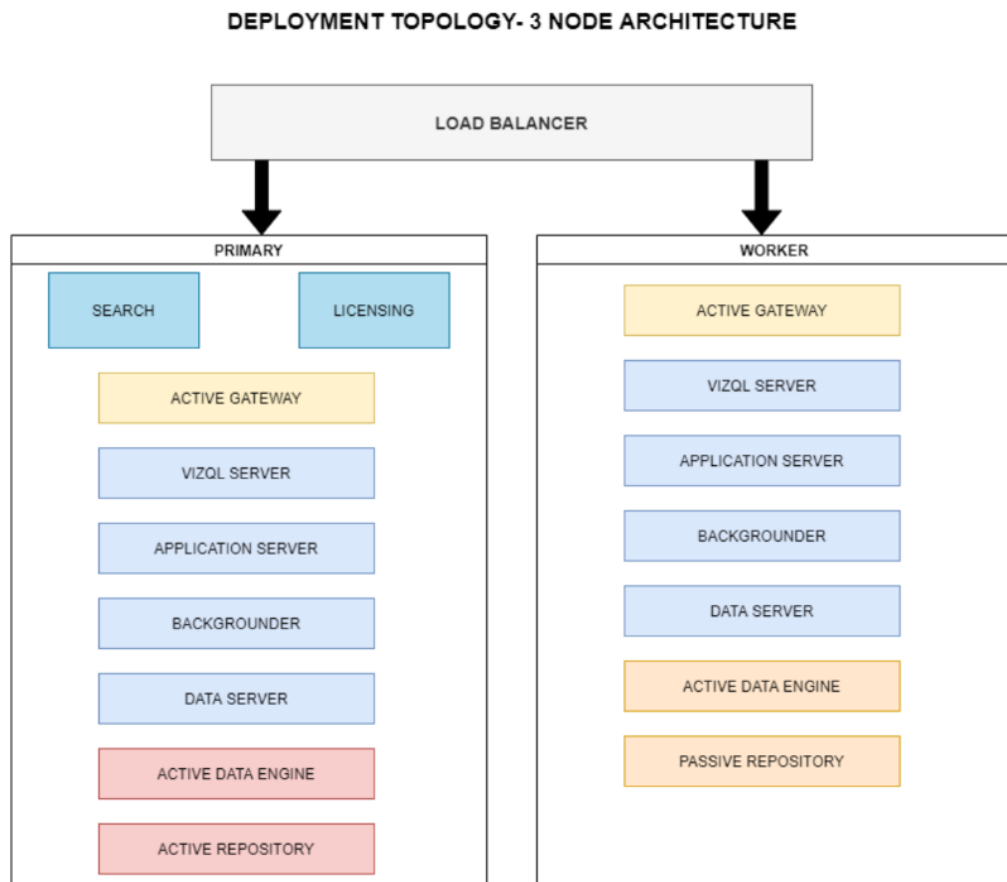 DEPLOYMENT TOPOLOGY- 3 NODE ARCHITECTURE
LOAD BALANCER
PRIMARY
SEARCH
LICENSING
ACTIVE GATEWAY
VIZQL SERVER
APPLICATION SERVER
BACKGROUNDER
DATA SERVER
ACTIVE DATA ENGINE
ACTIVE REPOSITORY
WORKER
ACTIVE GATEWAY
VIZQL SERVER
APPLICATION SERVER
BACKGROUNDER
DATA SERVER
ACTIVE DATA ENGINE
PASSIVE REPOSITORY